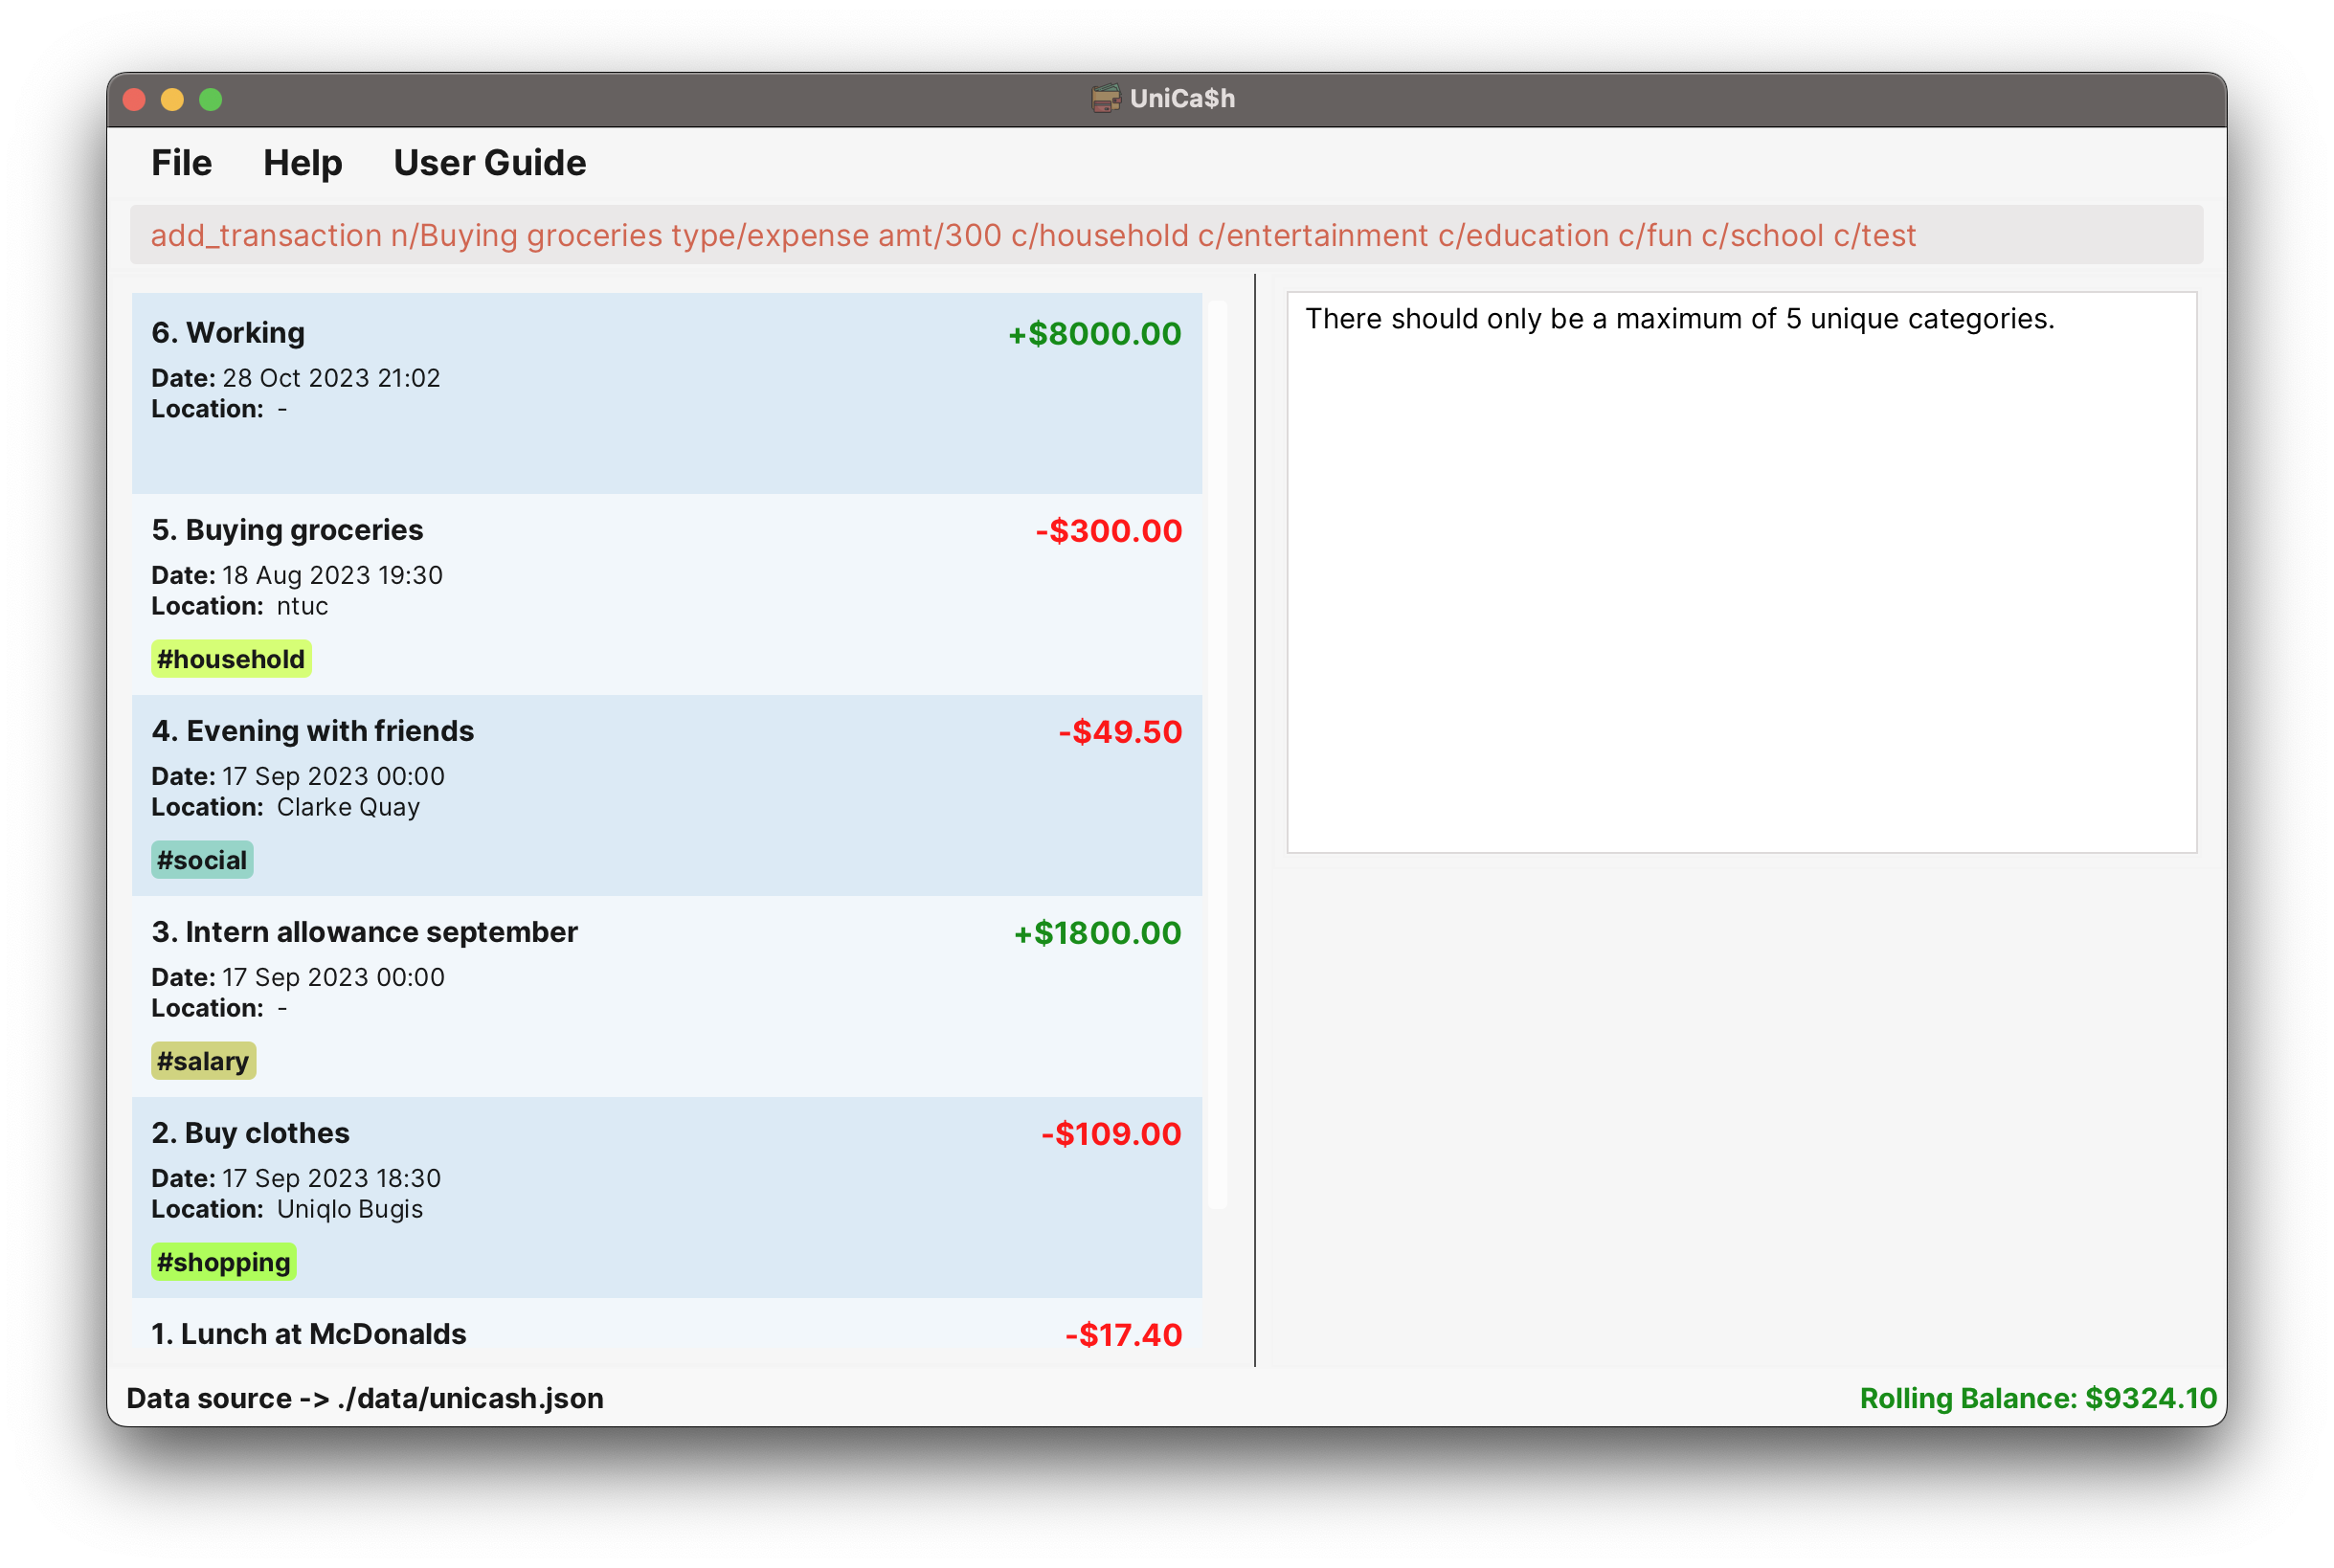 UniCa$h
File Help User Guide
add_transaction n/Buying groceries type/expense amt/300 c/household c/entertainment c/education c/fun c/school c/test
6. Working +$8000.00
Date: 28 Oct 2023 21:02
Location: -
5. Buying groceries -$300.00
Date: 18 Aug 2023 19:30
Location: ntuc
#household
4. Evening with friends -$49.50
Date: 17 Sep 2023 00:00
Location: Clarke Quay
#social
3. Intern allowance september +$1800.00
Date: 17 Sep 2023 00:00
Location: -
#salary
2. Buy clothes -$109.00
Date: 17 Sep 2023 18:30
Location: Uniqlo Bugis
#shopping
1. Lunch at McDonalds -$17.40
There should only be a maximum of 5 unique categories.
Data source -> ./data/unicash.json
Rolling Balance: $9324.10